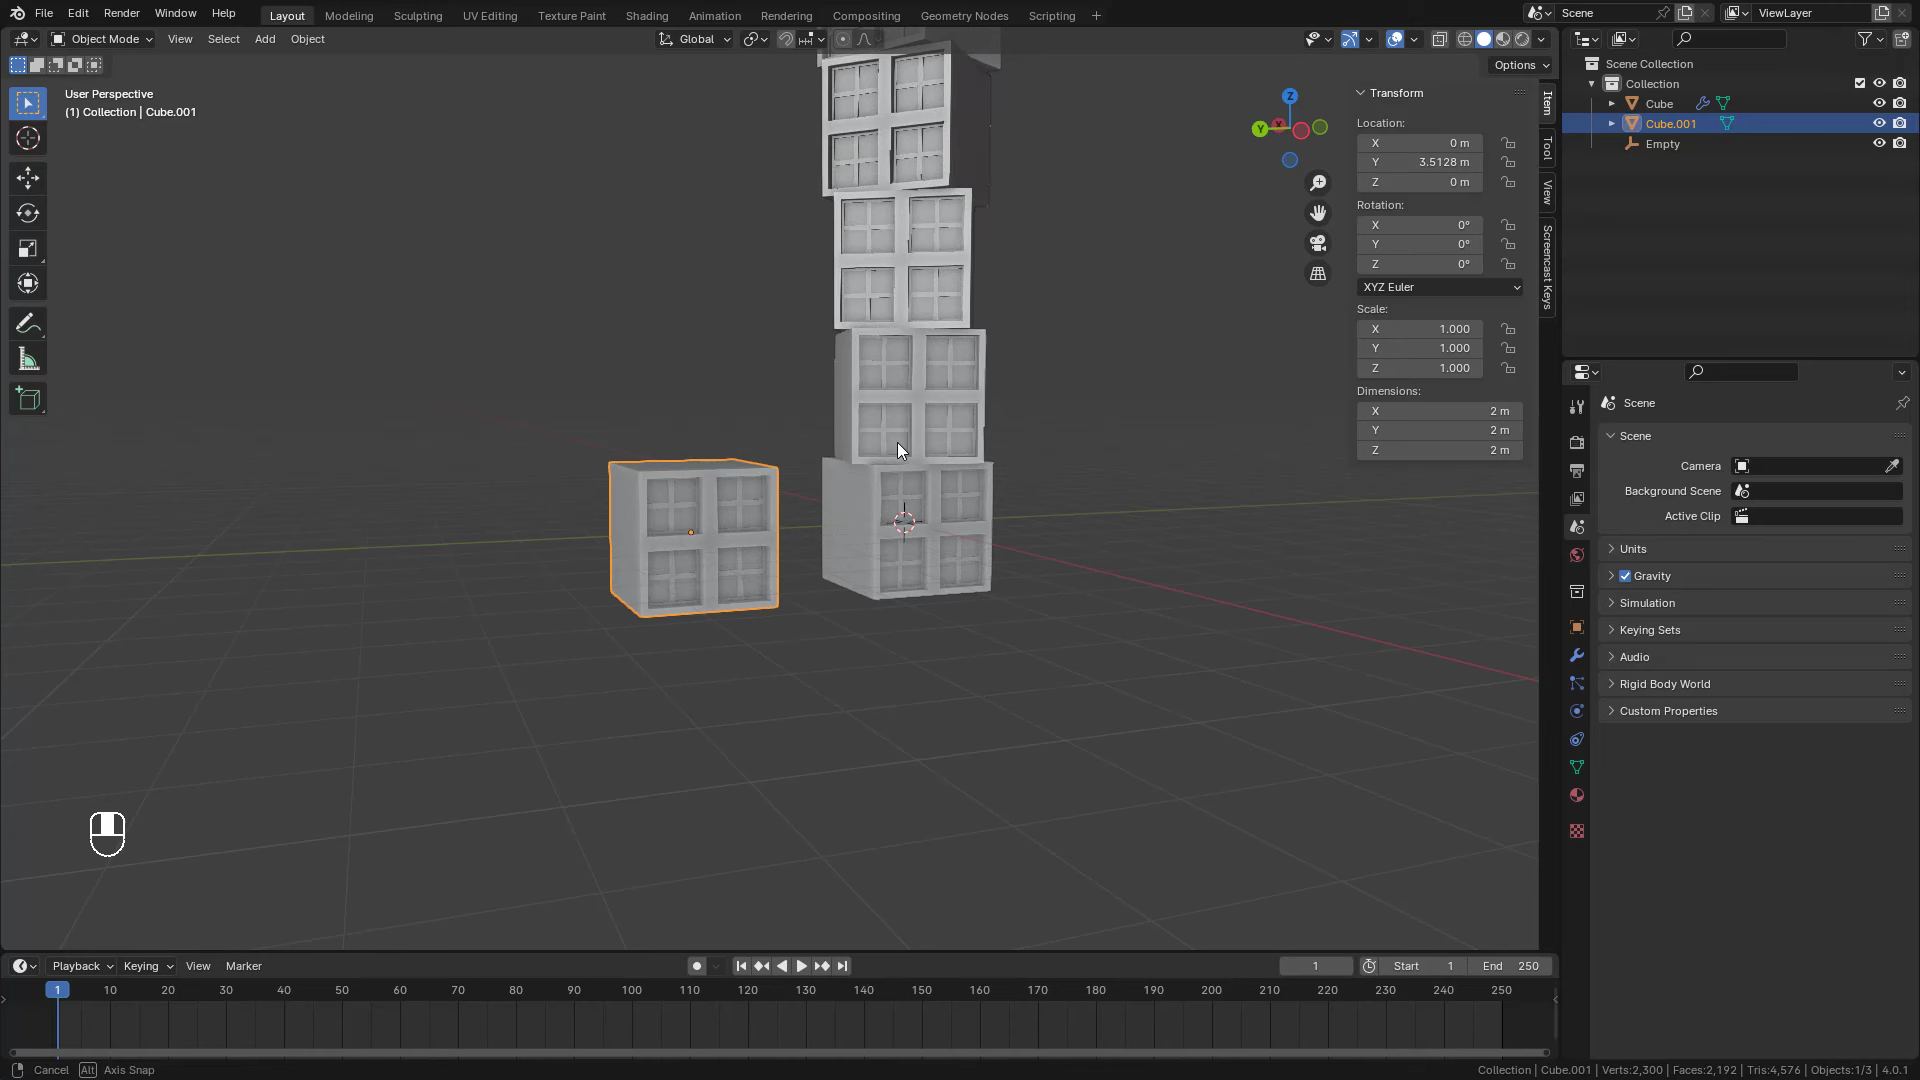 File Edit Render Window Help Layout Modeling Sculpting UV Editing Texture Paint Shading Animation Rendering Compositing Geometry Nodes Scripting + Scene ViewLayer
Object Mode View Select Add Object Global
Options
User Perspective
(1) Collection | Cube.001
Transform
Location:
X 0 m
Y 3.5128 m
Z 0 m
Rotation:
X 0°
Y 0°
Z 0°
XYZ Euler
Scale:
X 1.000
Y 1.000
Z 1.000
Dimensions:
X 2 m
Y 2 m
Z 2 m
Z
Y
X
Item
Tool
View
Screencast Keys
Scene Collection
Collection
Cube
Cube.001
Empty
Scene
Scene
Camera
Background Scene
Active Clip
Units
Gravity
Simulation
Keying Sets
Audio
Rigid Body World
Custom Properties
Playback Keying View Marker 1 Start 1 End 250
1 10 20 30 40 50 60 70 80 90 100 110 120 130 140 150 160 170 180 190 200 210 220 230 240 250
Cancel Alt Axis Snap
Collection | Cube.001 | Verts:2,300 | Faces:2,192 | Tris:4,576 | Objects:1/3 | 4.0.1